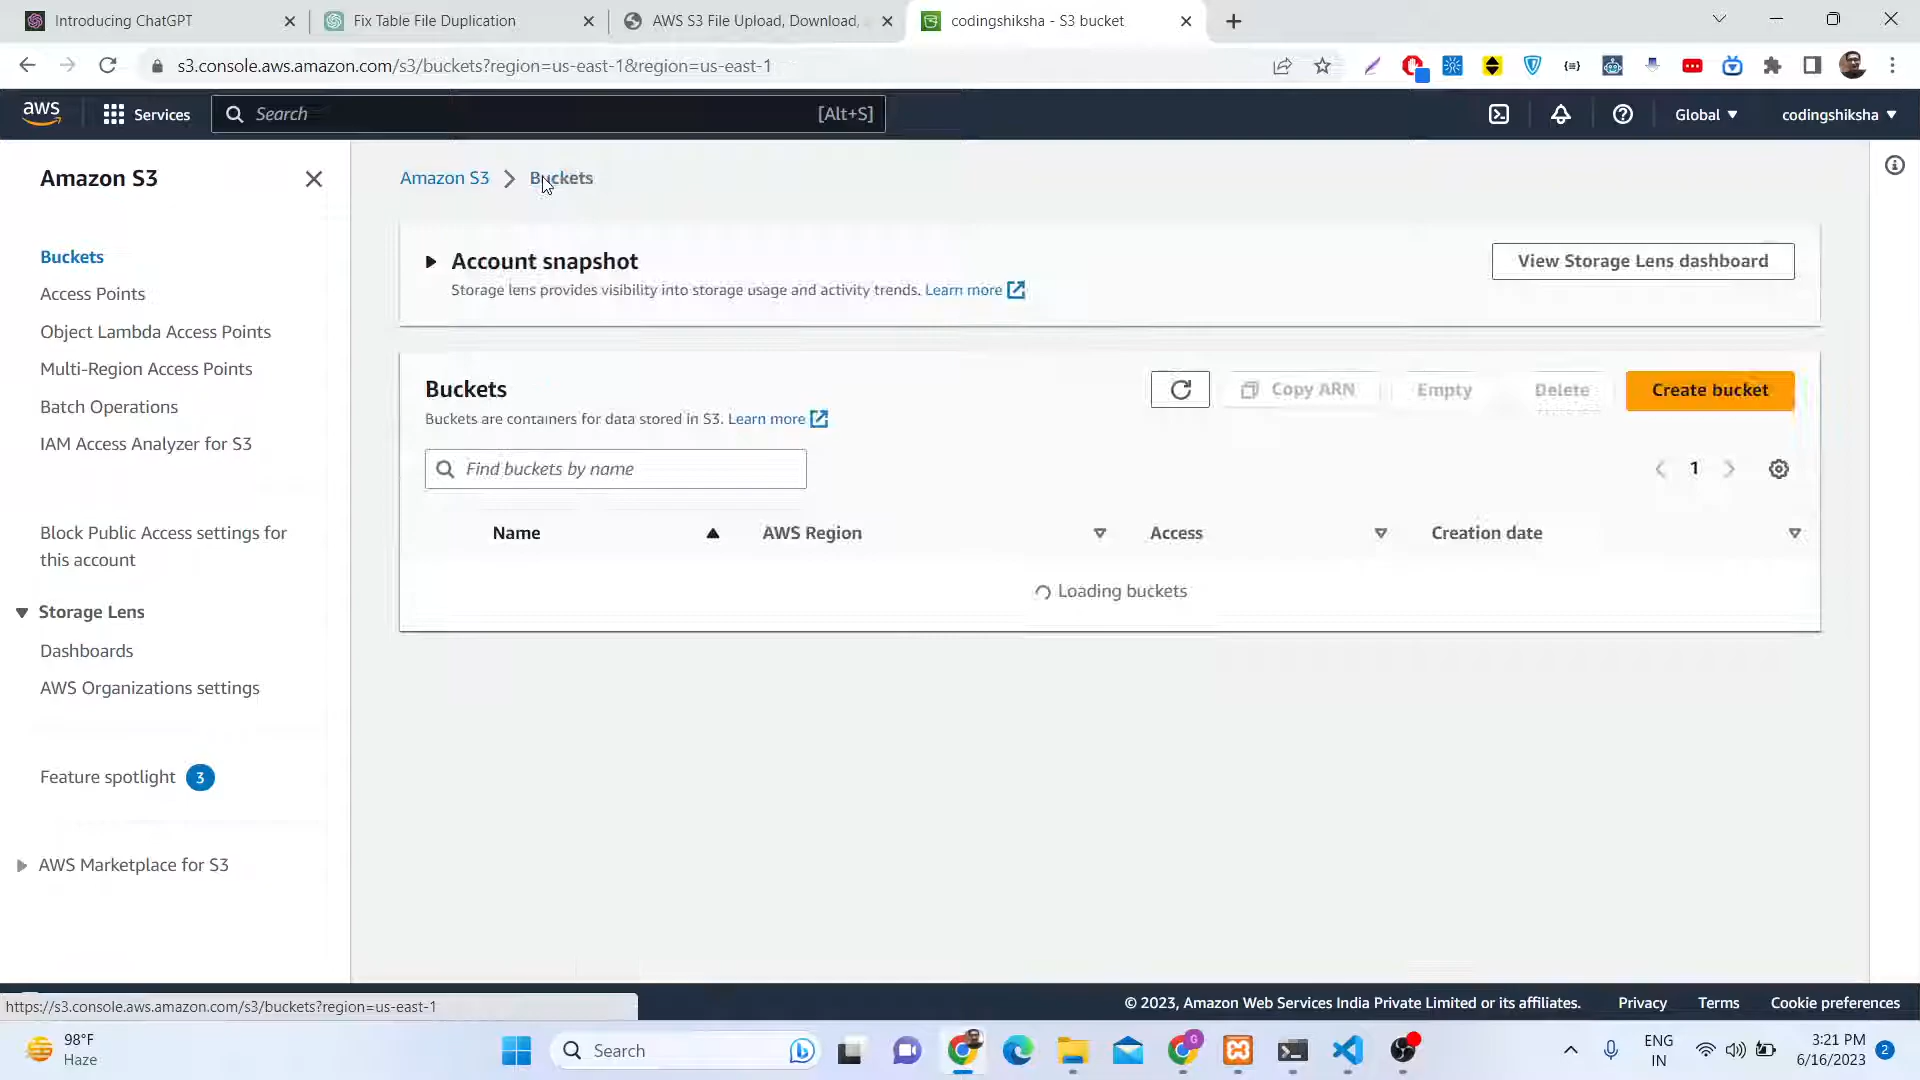 Introducing ChatGPT
Fix Table File Duplication
AWS S3 File Upload, Download,
codingshiksha - S3 bucket
s3.console.aws.amazon.com/s3/buckets?region=us-east-1&region=us-east-1
aws
Services
Search
[Alt+S]
Global
codingshiksha
Amazon S3
Buckets
Access Points
Object Lambda Access Points
Multi-Region Access Points
Batch Operations
IAM Access Analyzer for S3
Block Public Access settings for
this account
Storage Lens
Dashboards
AWS Organizations settings
Feature spotlight 3
AWS Marketplace for S3
Amazon S3 > Buckets
Account snapshot
Storage lens provides visibility into storage usage and activity trends. Learn more
View Storage Lens dashboard
Buckets
Buckets are containers for data stored in S3. Learn more
Copy ARN
Empty
Delete
Create bucket
Find buckets by name
1
Name
AWS Region
Access
Creation date
Loading buckets
https://s3.console.aws.amazon.com/s3/buckets?region=us-east-1
© 2023, Amazon Web Services India Private Limited or its affiliates.
Privacy
Terms
Cookie preferences
98°F
Haze
Search
G
ENG
IN
3:21 PM
6/16/2023
2